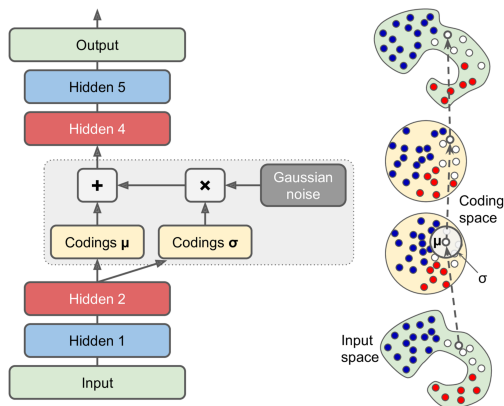 Output
Hidden 5
Hidden 4
+
×
Gaussian
noise
Codings μ
Codings σ
Hidden 2
Hidden 1
Input
Coding
space
μ
σ
Input
space